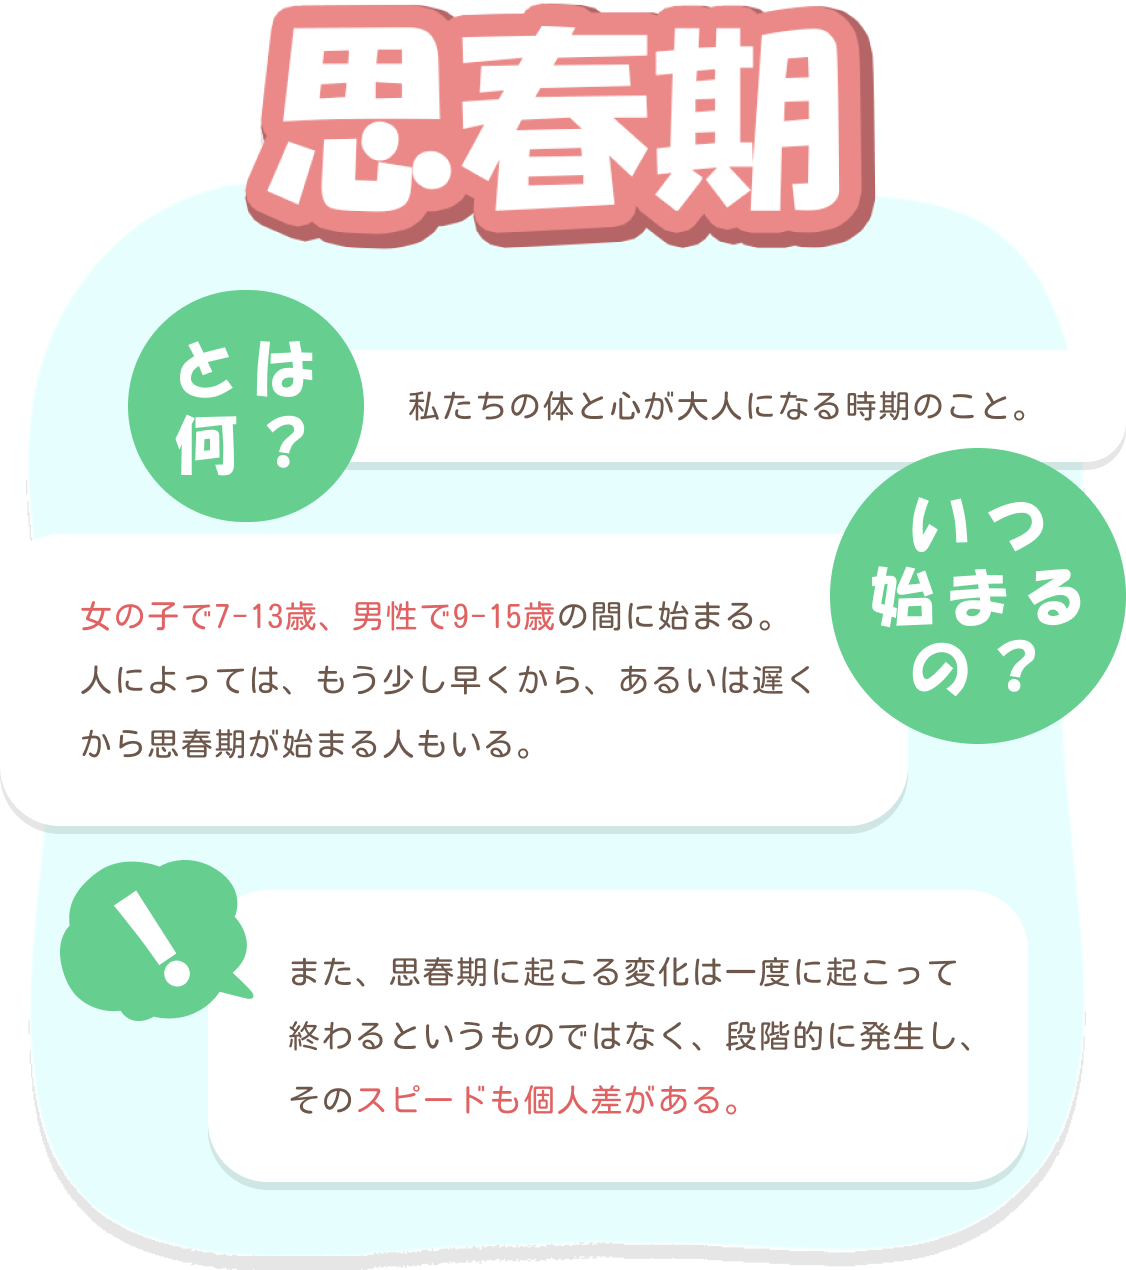 思春期
とは
何？
私たちの体と心が大人になる時期のこと。
いつ
始まる
の？
女の子で7-13歳、男性で9-15歳の間に始まる。
人によっては、もう少し早くから、あるいは遅く
から思春期が始まる人もいる。
！
また、思春期に起こる変化は一度に起こって
終わるというものではなく、段階的に発生し、
そのスピードも個人差がある。